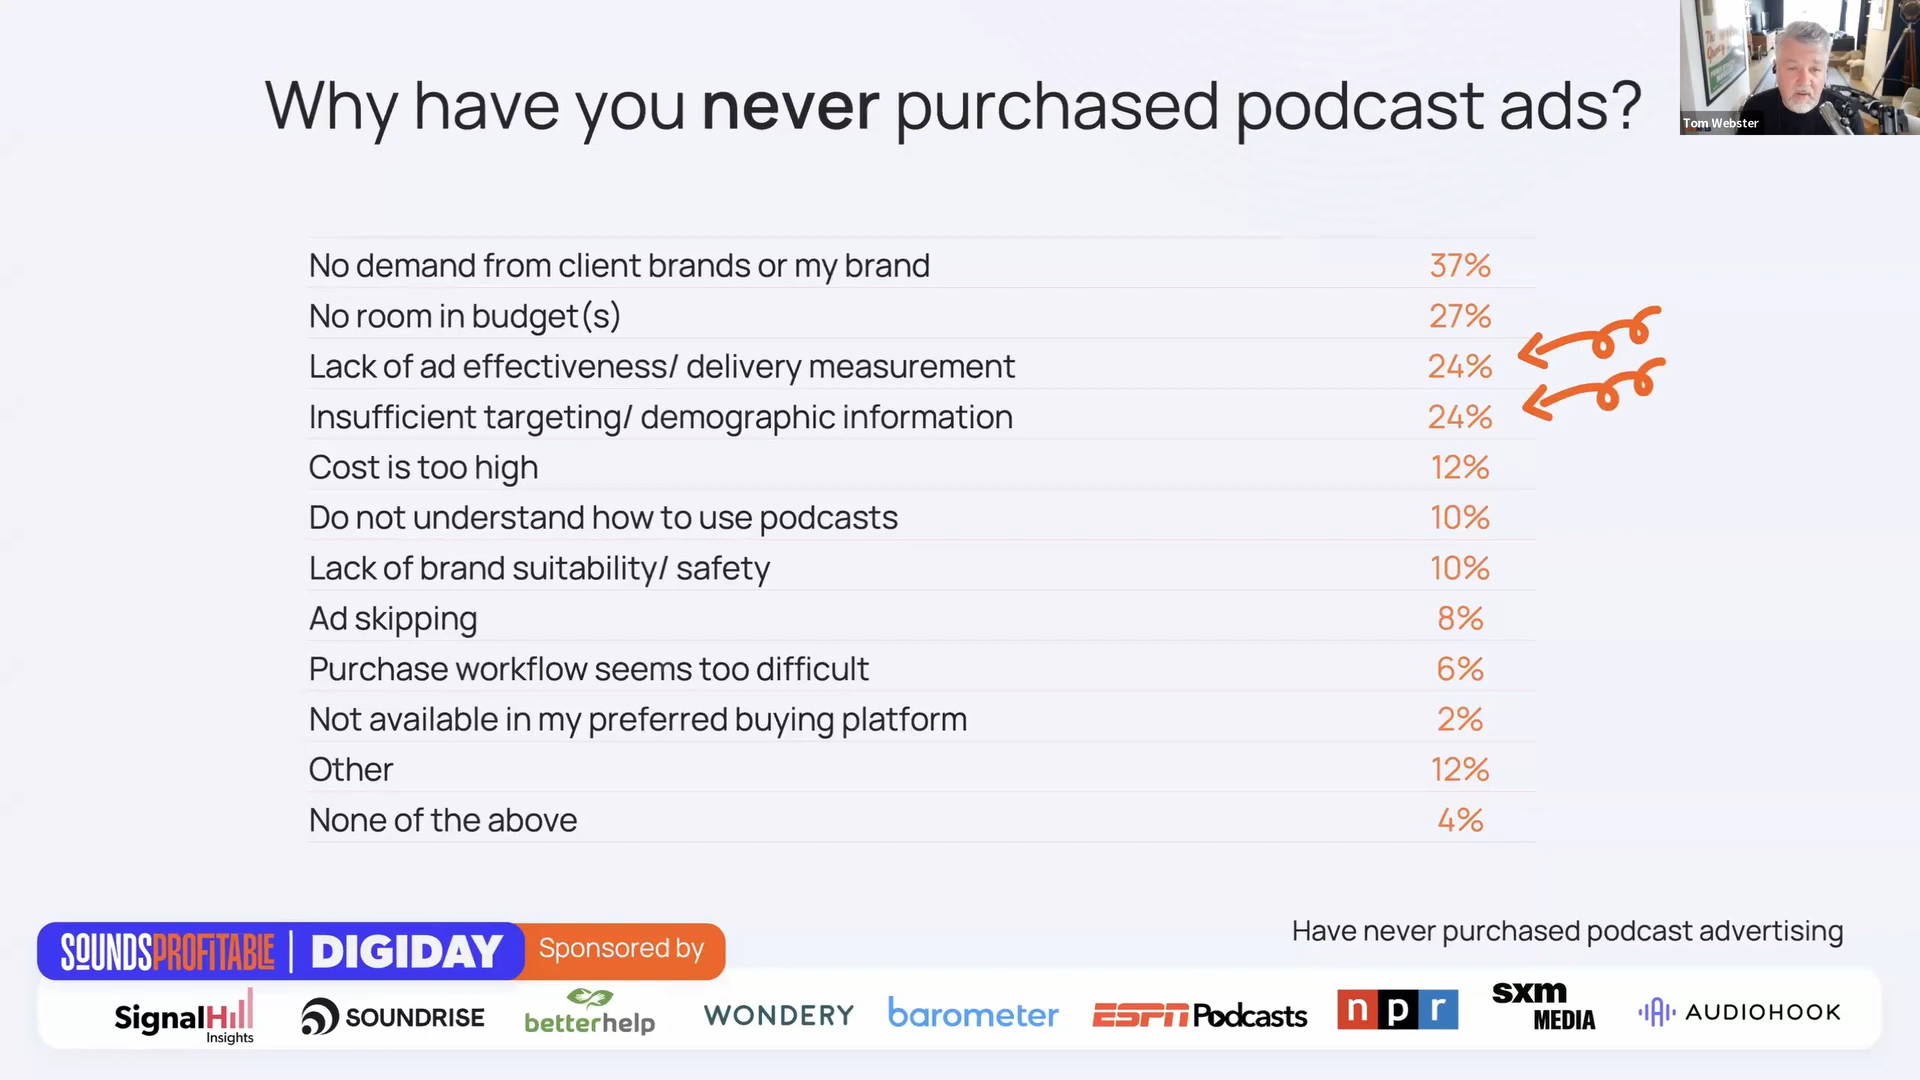 Why have you never purchased podcast ads?
Tom Webster
No demand from client brands or my brand 37%
No room in budget(s) 27%
Lack of ad effectiveness/ delivery measurement 24%
Insufficient targeting/ demographic information 24%
Cost is too high 12%
Do not understand how to use podcasts 10%
Lack of brand suitability/ safety 10%
Ad skipping 8%
Purchase workflow seems too difficult 6%
Not available in my preferred buying platform 2%
Other 12%
None of the above 4%
Have never purchased podcast advertising
SOUNDSPROFITABLE | DIGIDAY Sponsored by
SignalHill
Insights
SOUNDRISE
betterhelp
WONDERY
barometer
ESPN Podcasts
npr
sxm
MEDIA
AUDIOHOOK